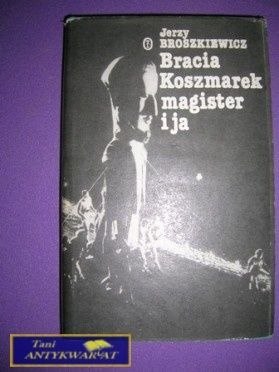 Jerzy
BROSZKIEWICZ
Bracia
Koszmarek
magister
i ja
Tani
ANTYKWARIAT